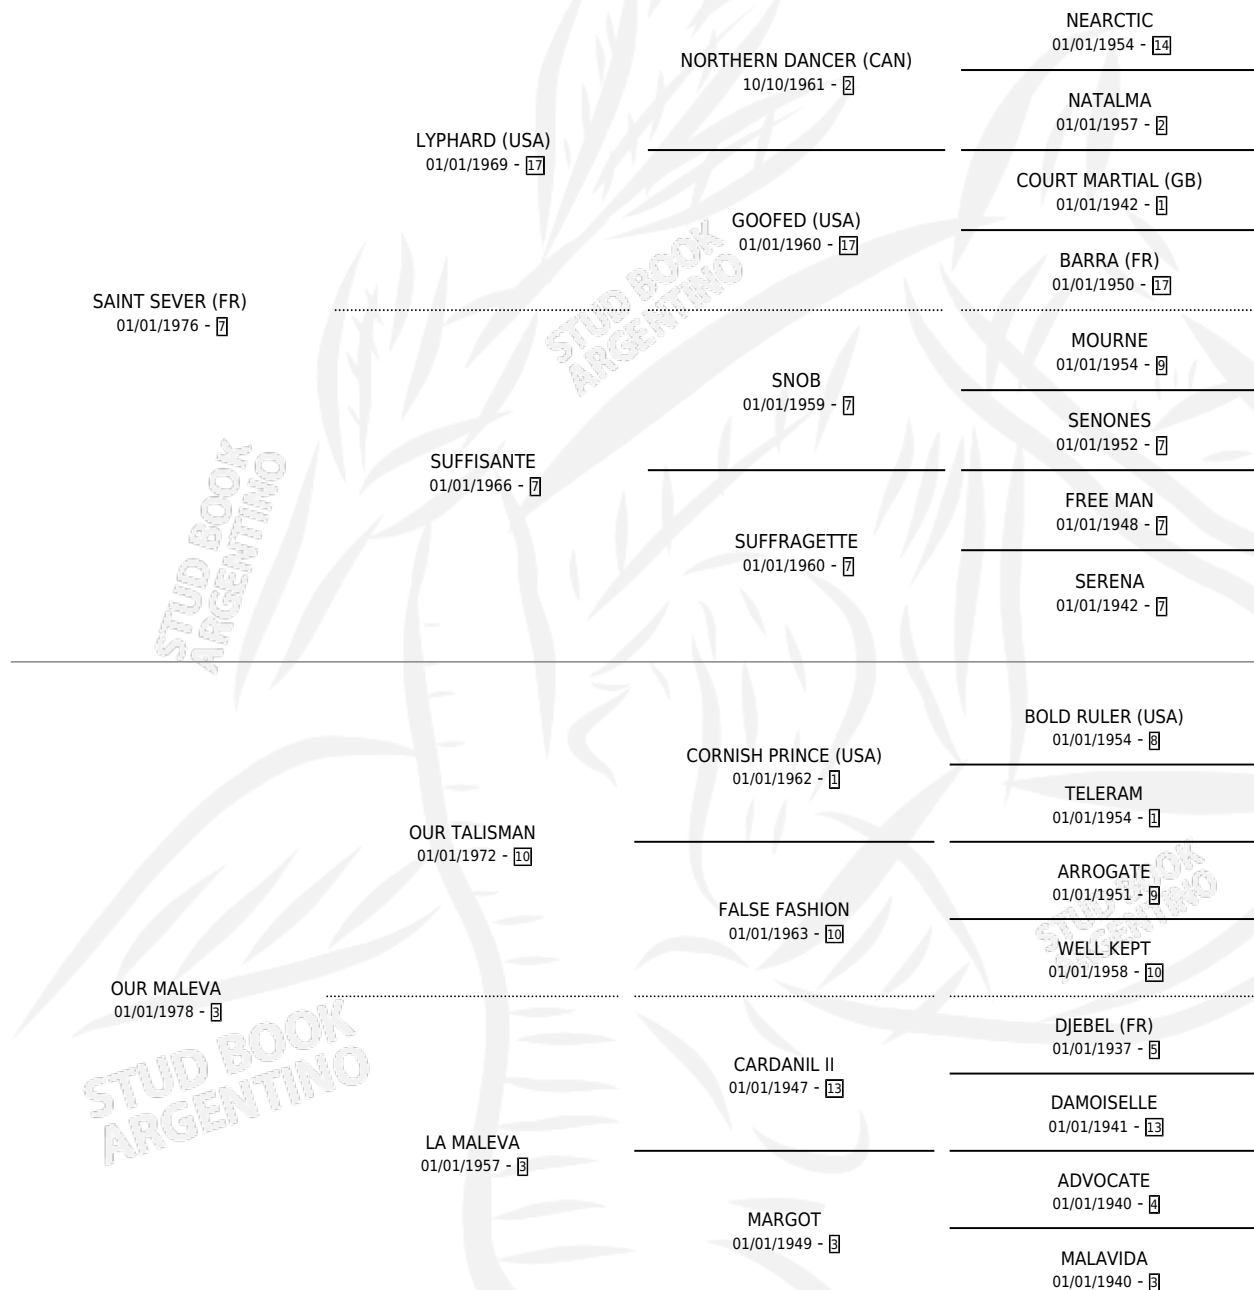 NEARCTIC
01/01/1954 - 14
NORTHERN DANCER (CAN)
10/10/1961 - 2
NATALMA
01/01/1957 - 2
LYPHARD (USA)
01/01/1969 - 17
COURT MARTIAL (GB)
01/01/1942 - 1
GOOFED (USA)
01/01/1960 - 17
BARRA (FR)
01/01/1950 - 17
SAINT SEVER (FR)
01/01/1976 - 7
MOURNE
01/01/1954 - 9
SNOB
01/01/1959 - 7
SENONES
01/01/1952 - 7
SUFFISANTE
01/01/1966 - 7
FREE MAN
01/01/1948 - 7
SUFFRAGETTE
01/01/1960 - 7
SERENA
01/01/1942 - 7
BOLD RULER (USA)
01/01/1954 - 8
CORNISH PRINCE (USA)
01/01/1962 - 1
TELERAM
01/01/1954 - 1
OUR TALISMAN
01/01/1972 - 10
ARROGATE
01/01/1951 - 9
FALSE FASHION
01/01/1963 - 10
WELL KEPT
01/01/1958 - 10
OUR MALEVA
01/01/1978 - 3
DJEBEL (FR)
01/01/1937 - 5
CARDANIL II
01/01/1947 - 13
DAMOISELLE
01/01/1941 - 13
LA MALEVA
01/01/1957 - 3
ADVOCATE
01/01/1940 - 4
MARGOT
01/01/1949 - 3
MALAVIDA
01/01/1940 - 3
STUD BOOK
ARGENTINO
STUD BOOK
ARGENTINO
STUD BOOK
ARGENTINO
STUD BOOK
ARGENTINO